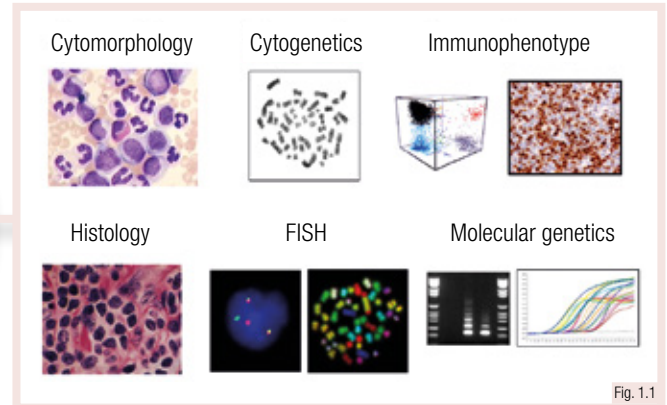 Cytomorphology Cytogenetics Immunophenotype
Histology FISH Molecular genetics
Fig. 1.1